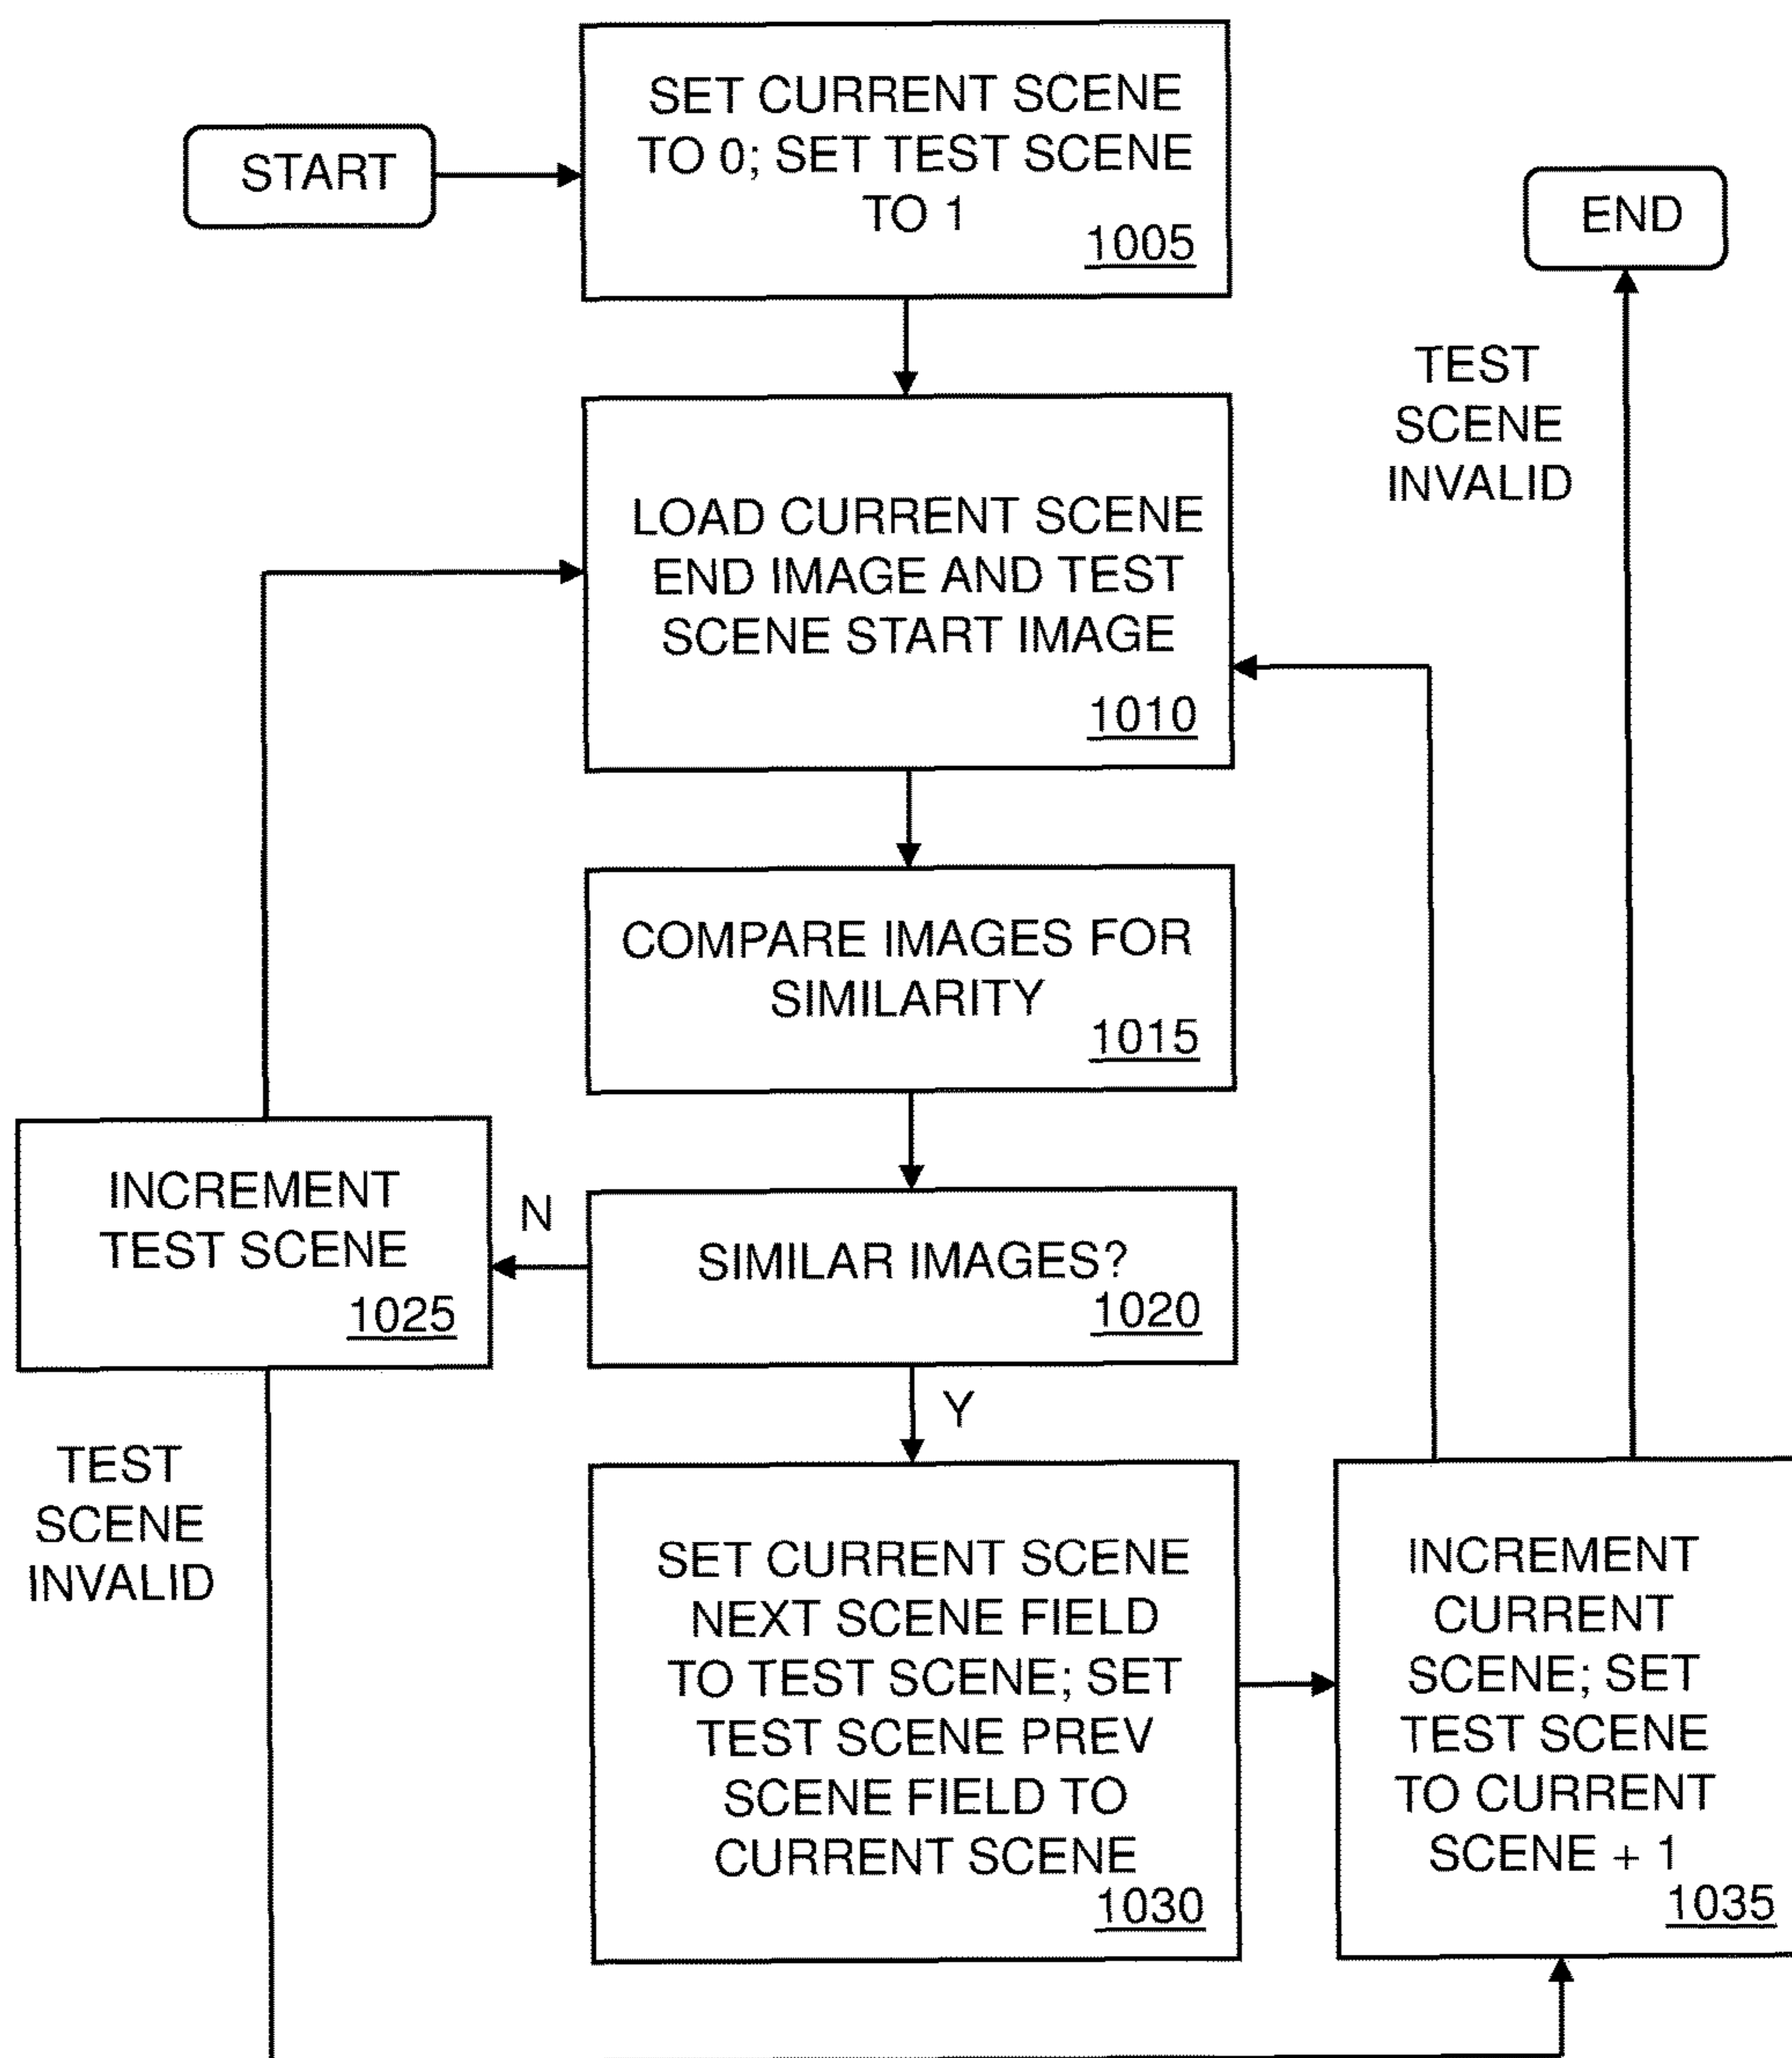 START
SET CURRENT SCENE
TO 0; SET TEST SCENE
TO 1
1005
END
TEST
SCENE
INVALID
LOAD CURRENT SCENE
END IMAGE AND TEST
SCENE START IMAGE
1010
COMPARE IMAGES FOR
SIMILARITY
1015
INCREMENT
TEST SCENE
1025
N
SIMILAR IMAGES?
1020
Y
TEST
SCENE
INVALID
SET CURRENT SCENE
NEXT SCENE FIELD
TO TEST SCENE; SET
TEST SCENE PREV
SCENE FIELD TO
CURRENT SCENE
1030
INCREMENT
CURRENT
SCENE; SET
TEST SCENE
TO CURRENT
SCENE + 1
1035